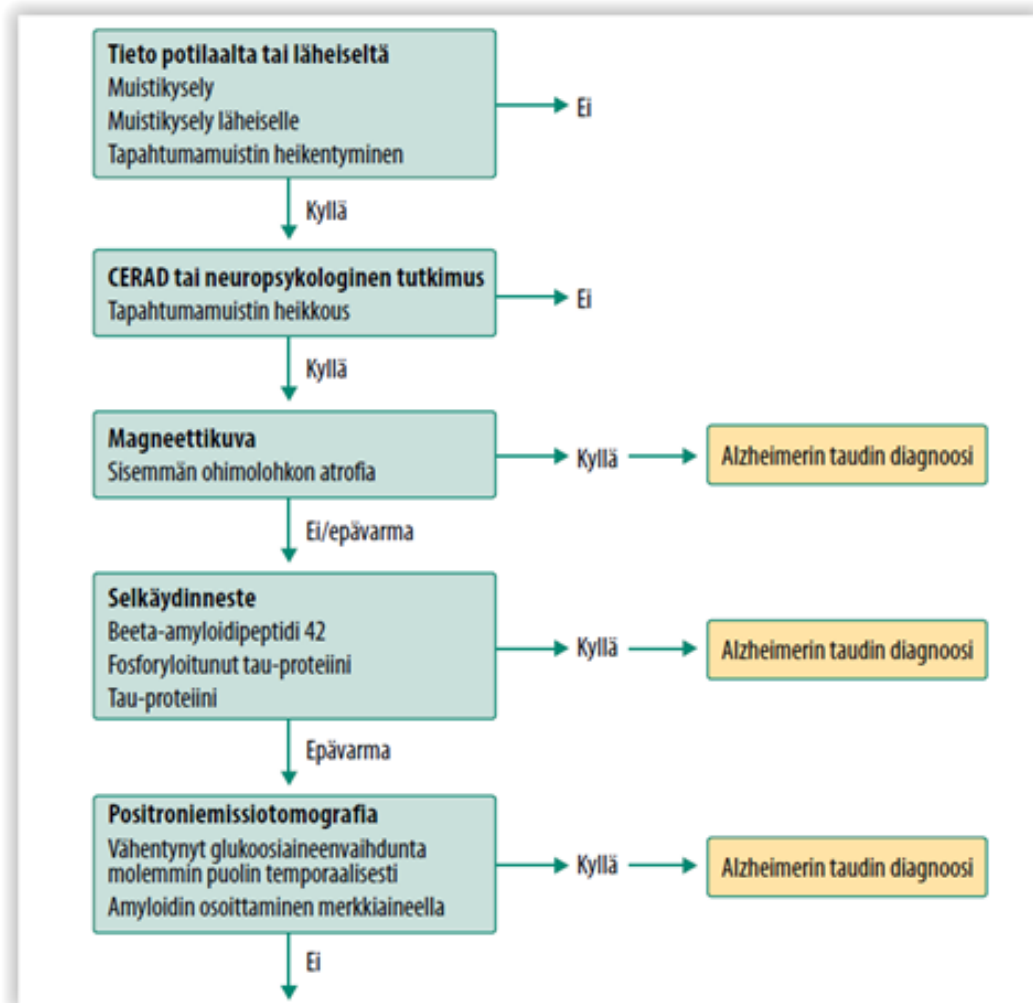 Tieto potilaalta tai läheiseltä
Muistikysely
Muistikysely läheiselle
Tapahtumamuistin heikentyminen
Ei
Kyllä
CERAD tai neuropsykologinen tutkimus
Tapahtumamuistin heikkous
Ei
Kyllä
Magneettikuva
Sisemmän ohimolohkon atrofia
Kyllä
Alzheimerin taudin diagnoosi
Ei/epävarma
Selkäydinneste
Beeta-amyloidipeptidi 42
Fosforyloitunut tau-proteiini
Tau-proteiini
Kyllä
Alzheimerin taudin diagnoosi
Epävarma
Positroniemissiotomografia
Vähentynyt glukoosiaineenvaihdunta
molemmin puolin temporaalisesti
Amyloidin osoittaminen merkkiaineella
Kyllä
Alzheimerin taudin diagnoosi
Ei